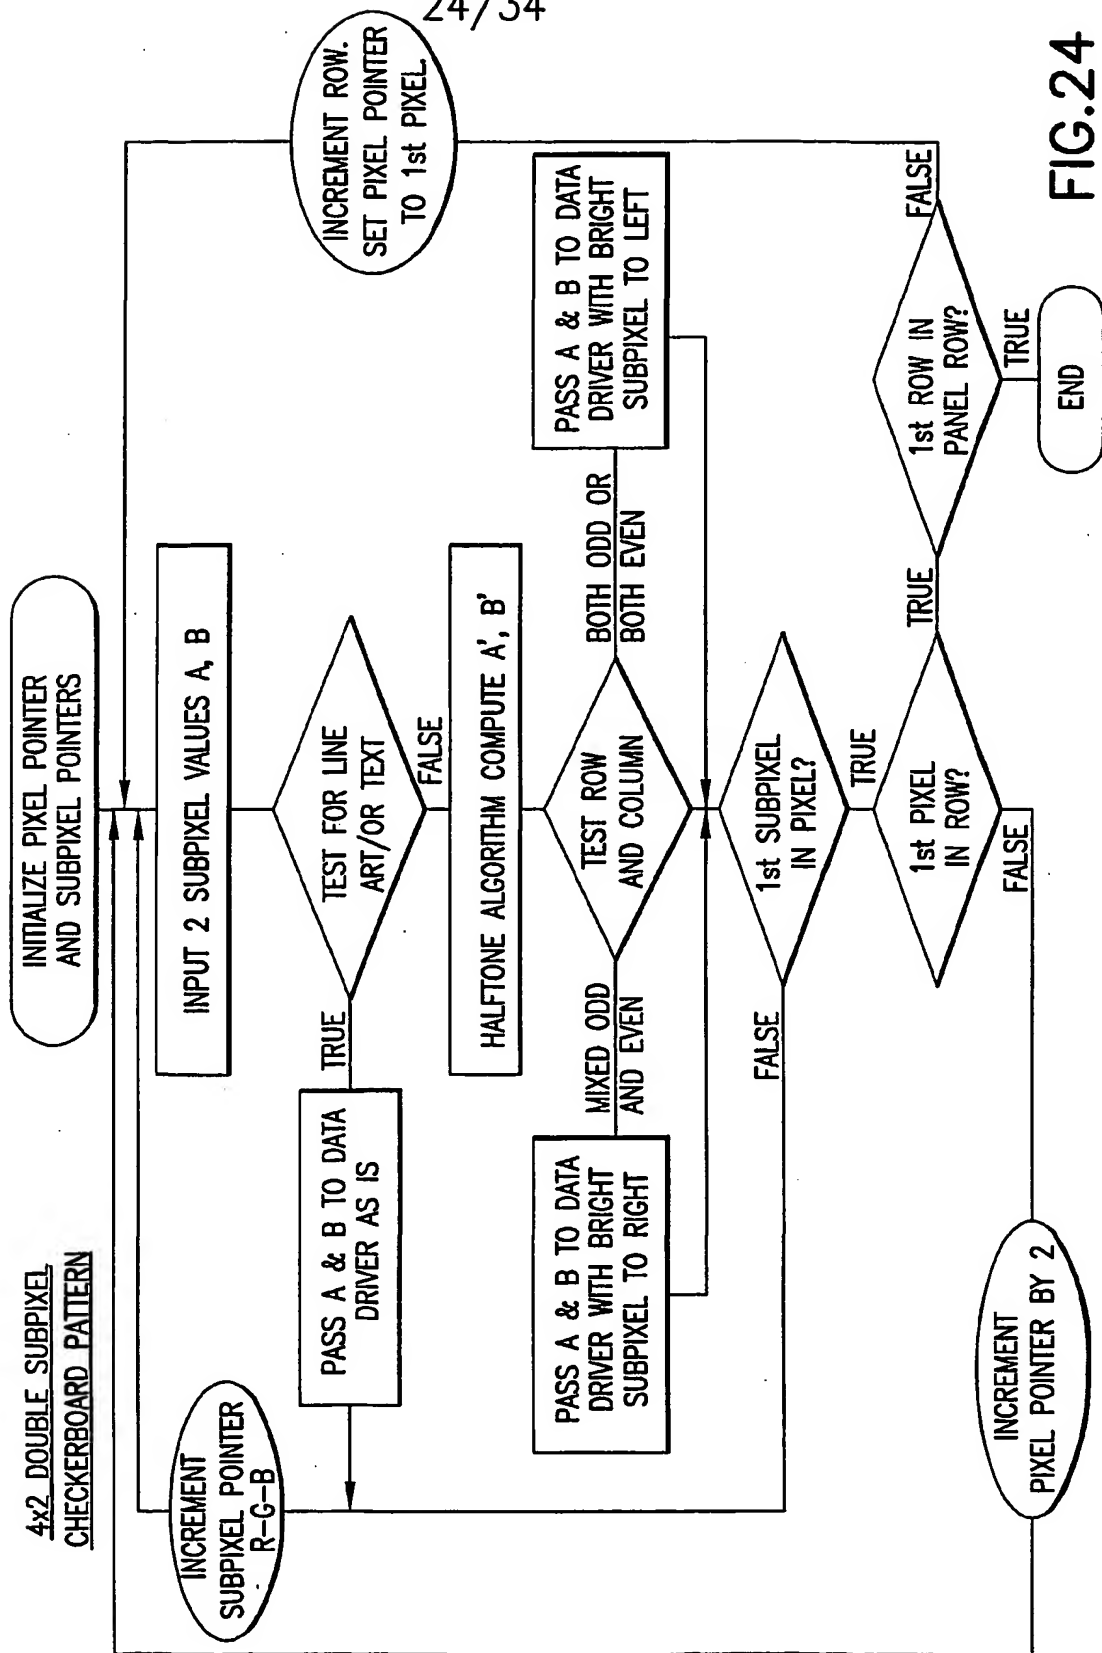 24/34
4x2 DOUBLE SUBPIXEL
CHECKERBOARD PATTERN
INITIALIZE PIXEL POINTER
AND SUBPIXEL POINTERS
INCREMENT
SUBPIXEL POINTER
R-G-B
INPUT 2 SUBPIXEL VALUES A, B
TEST FOR LINE
ART/OR TEXT
TRUE
FALSE
PASS A & B TO DATA
DRIVER AS IS
INCREMENT ROW.
SET PIXEL POINTER
TO 1st PIXEL.
HALFTONE ALGORITHM COMPUTE A', B'
TEST ROW
AND COLUMN
MIXED ODD
AND EVEN
BOTH ODD OR
BOTH EVEN
PASS A & B TO DATA
DRIVER WITH BRIGHT
SUBPIXEL TO RIGHT
PASS A & B TO DATA
DRIVER WITH BRIGHT
SUBPIXEL TO LEFT
1st SUBPIXEL
IN PIXEL?
FALSE
TRUE
1st PIXEL
IN ROW?
TRUE
FALSE
1st ROW IN
PANEL ROW?
FALSE
TRUE
INCREMENT
PIXEL POINTER BY 2
END
FIG.24